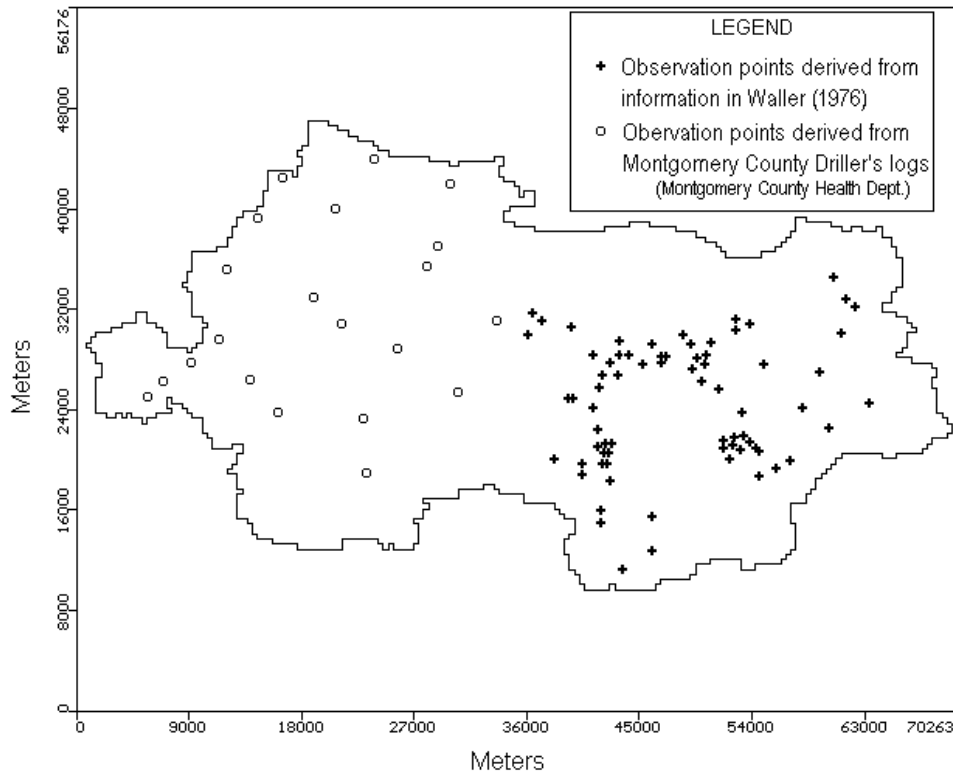 LEGEND
Observation points derived from
information in Waller (1976)
Obervation points derived from
Montgomery County Driller's logs
(Montgomery County Health Dept.)
56176
48000
40000
32000
24000
16000
8000
0
Meters
0
9000
18000
27000
36000
45000
54000
63000
70263
Meters